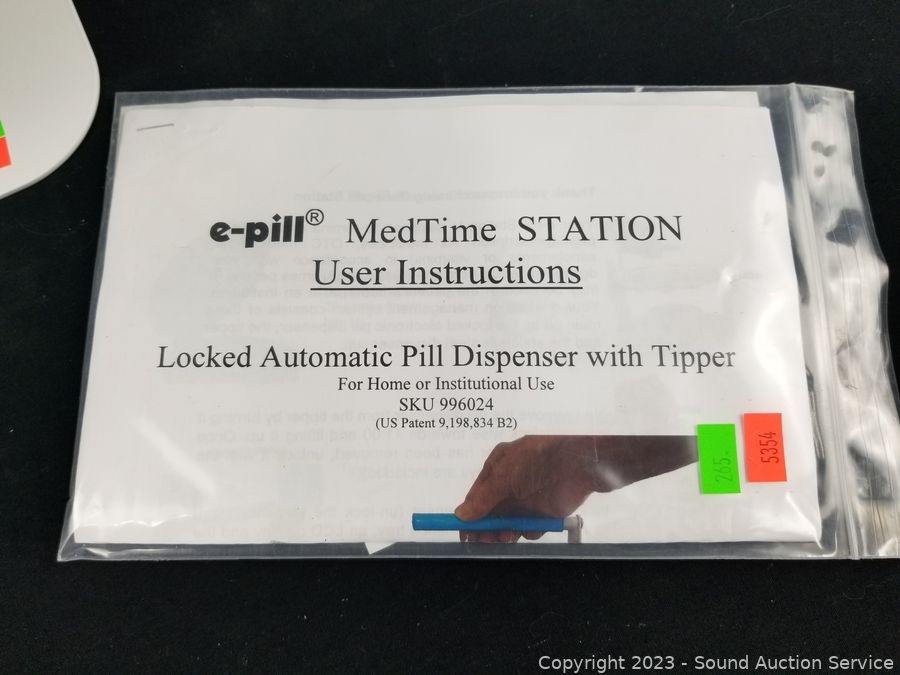 e-pill® MedTime STATION
User Instructions
Locked Automatic Pill Dispenser with Tipper
For Home or Institutional Use
SKU 996024
(US Patent 9,198,834 B2)
265.
5354
Copyright 2023 - Sound Auction Service